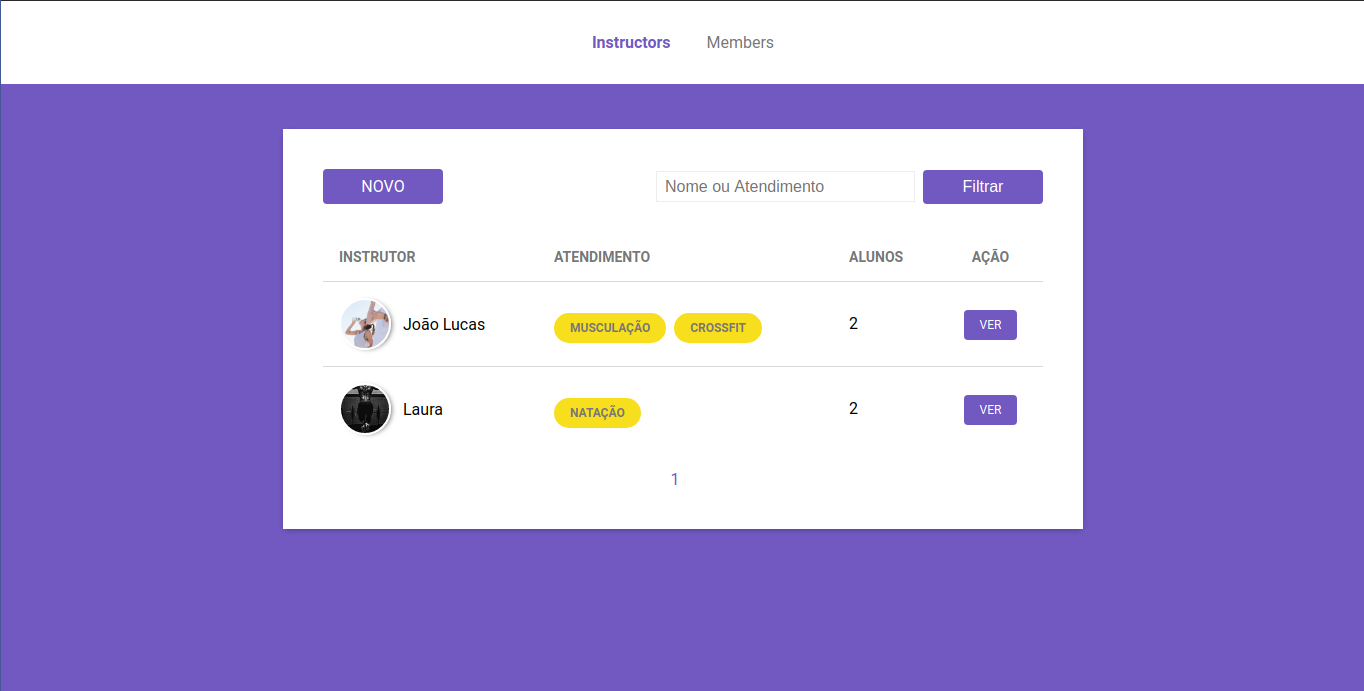 Instructors Members
NOVO Nome ou Atendimento Filtrar
INSTRUTOR ATENDIMENTO ALUNOS AÇÃO
João Lucas MUSCULAÇÃO CROSSFIT 2 VER
Laura NATAÇÃO 2 VER
1